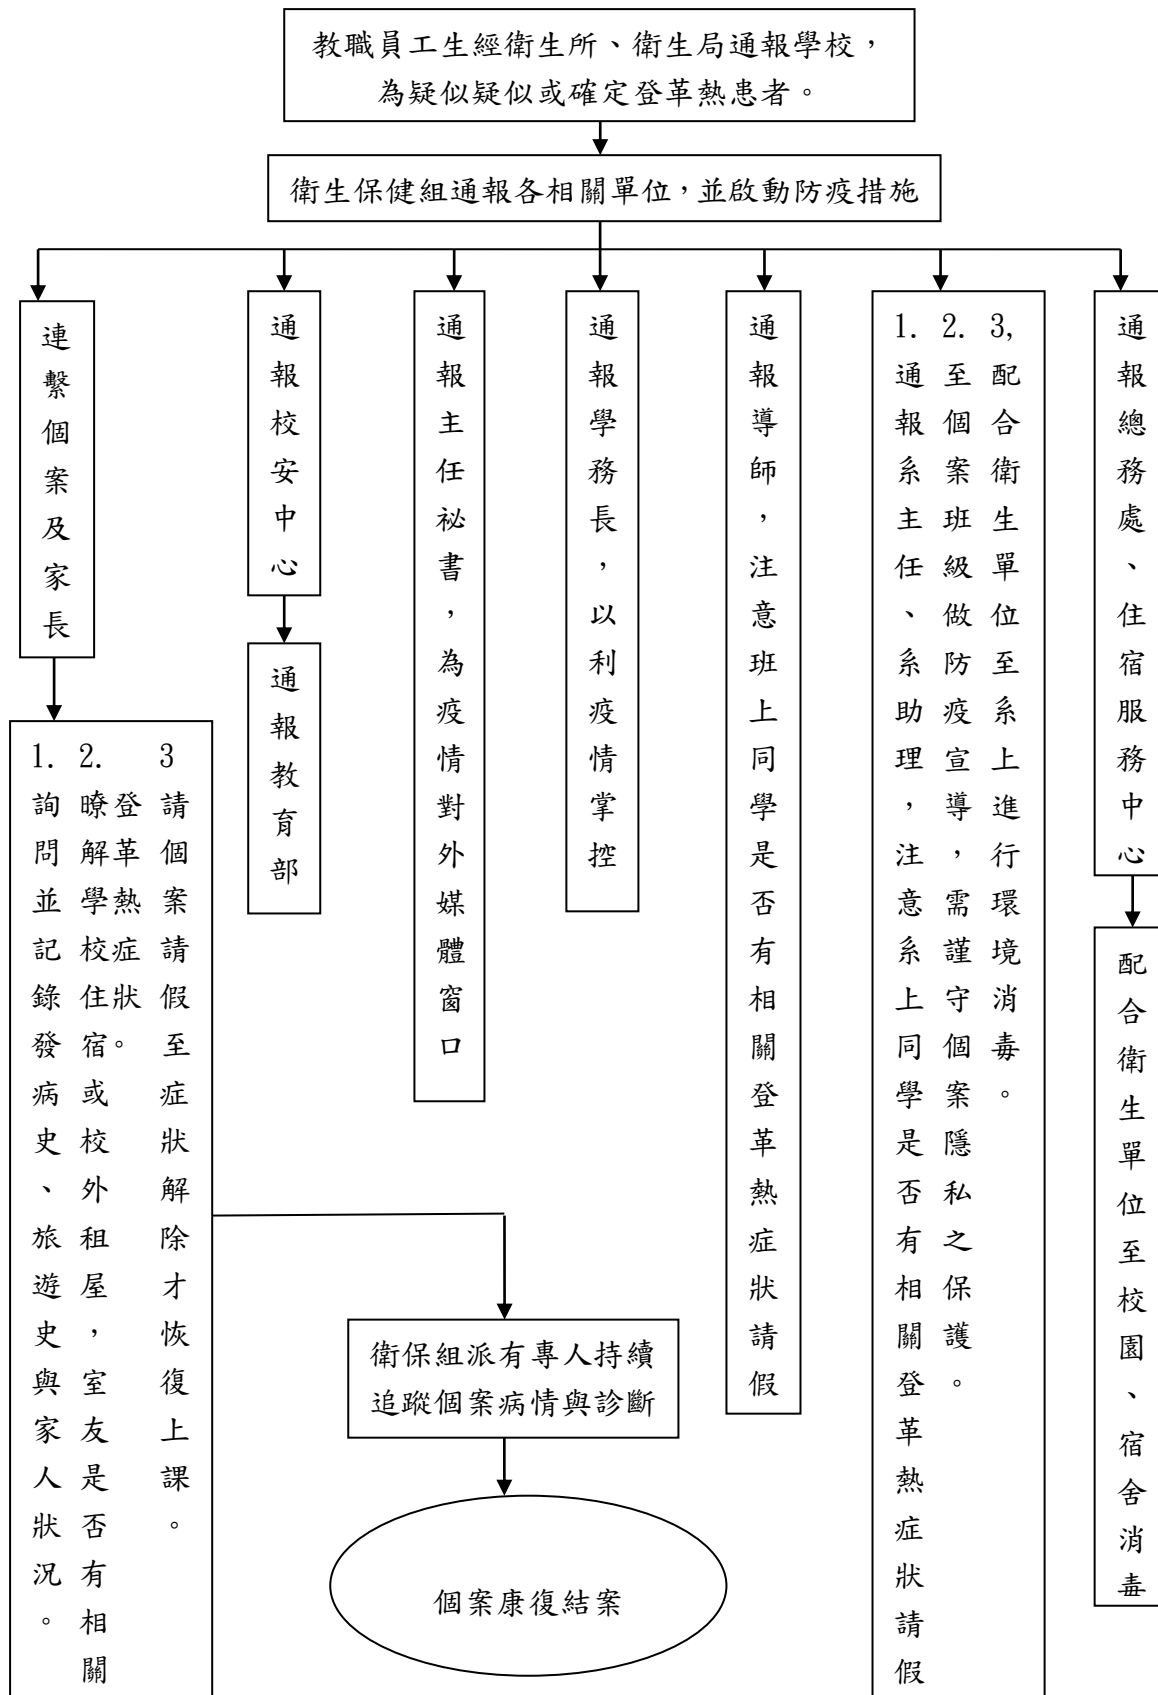 教職員工生經衛生所、衛生局通報學校，
為疑似疑似或確定登革熱患者。
衛生保健組通報各相關單位，並啟動防疫措施
連繫個案及家長
通報校安中心
通報主任祕書，為疫情對外媒體窗口
通報學務長，以利疫情掌控
通報導師，注意班上同學是否有相關登革熱症狀請假
1.通報系主任、系助理，注意系上同學是否有相關登革熱症狀請假
2.至個案班級做防疫宣導，需謹守個案隱私之保護。
3,配合衛生單位至系上進行環境消毒。
通報總務處、住宿服務中心
通報教育部
配合衛生單位至校園、宿舍消毒
1.詢問並記錄發病史、旅遊史與家人狀況。
2.瞭解學校住宿或校外租屋，室友是否有相關
登革熱症狀。
3請個案請假至症狀解除才恢復上課。
衛保組派有專人持續
追蹤個案病情與診斷
個案康復結案